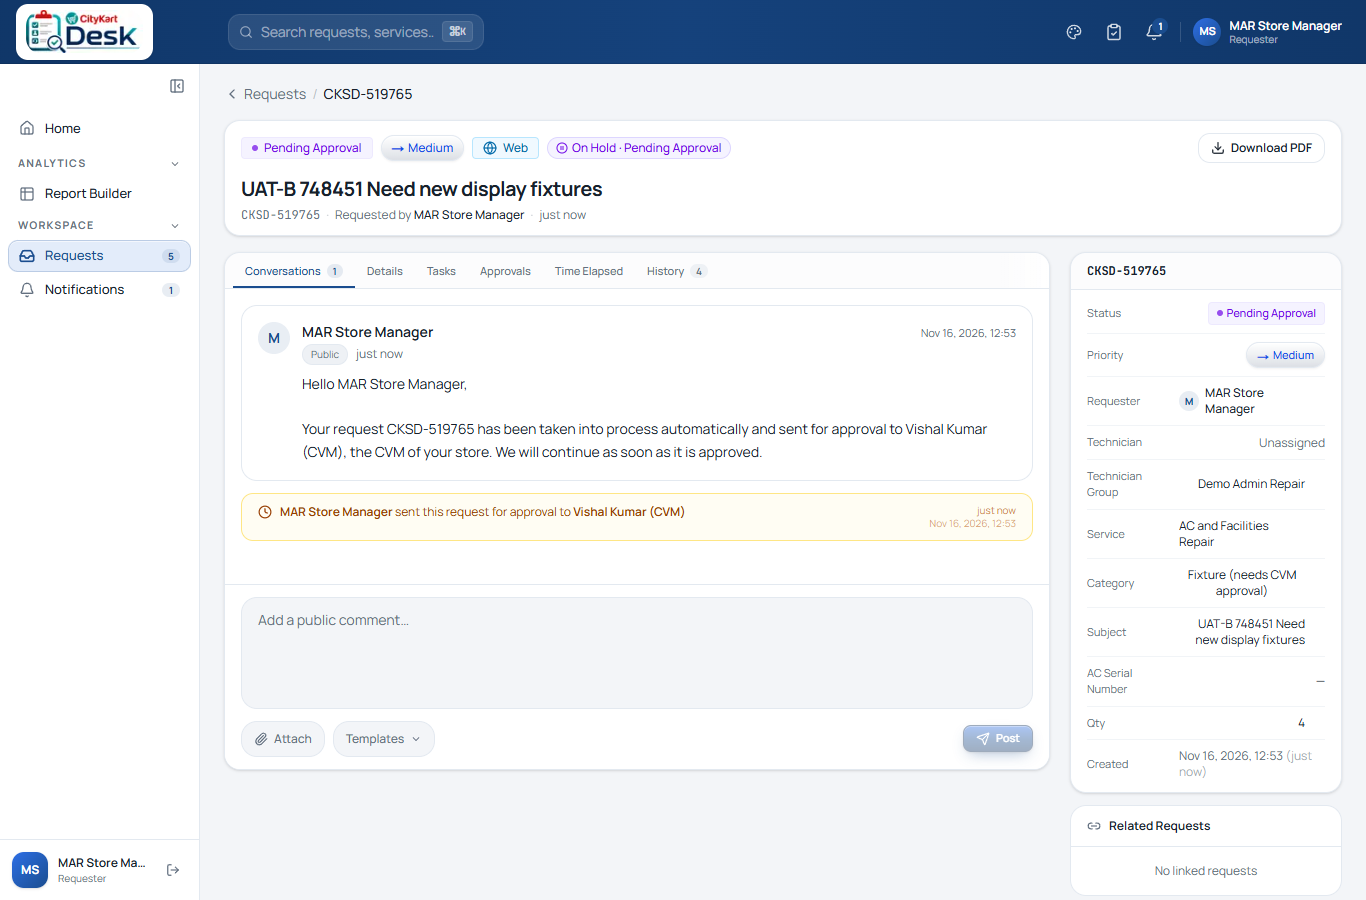 CityKart
Desk
Search requests, services.. ⌘K
1
MS
MAR Store Manager
Requester
Home
ANALYTICS
Report Builder
WORKSPACE
Requests 5
Notifications 1
MS
MAR Store Ma...
Requester
Requests / CKSD-519765
Pending Approval
→ Medium
Web
On Hold · Pending Approval
Download PDF
UAT-B 748451 Need new display fixtures
CKSD-519765 · Requested by MAR Store Manager · just now
Conversations 1
Details
Tasks
Approvals
Time Elapsed
History 4
M
MAR Store Manager
Nov 16, 2026, 12:53
Public just now
Hello MAR Store Manager,
Your request CKSD-519765 has been taken into process automatically and sent for approval to Vishal Kumar
(CVM), the CVM of your store. We will continue as soon as it is approved.
MAR Store Manager sent this request for approval to Vishal Kumar (CVM)
just now
Nov 16, 2026, 12:53
Add a public comment...
Attach
Templates
Post
CKSD-519765
Status
Pending Approval
Priority
→ Medium
Requester
M
MAR Store
Manager
Technician
Unassigned
Technician
Group
Demo Admin Repair
Service
AC and Facilities
Repair
Category
Fixture (needs CVM
approval)
Subject
UAT-B 748451 Need
new display fixtures
AC Serial
Number
—
Qty
4
Created
Nov 16, 2026, 12:53 (just
now)
Related Requests
No linked requests